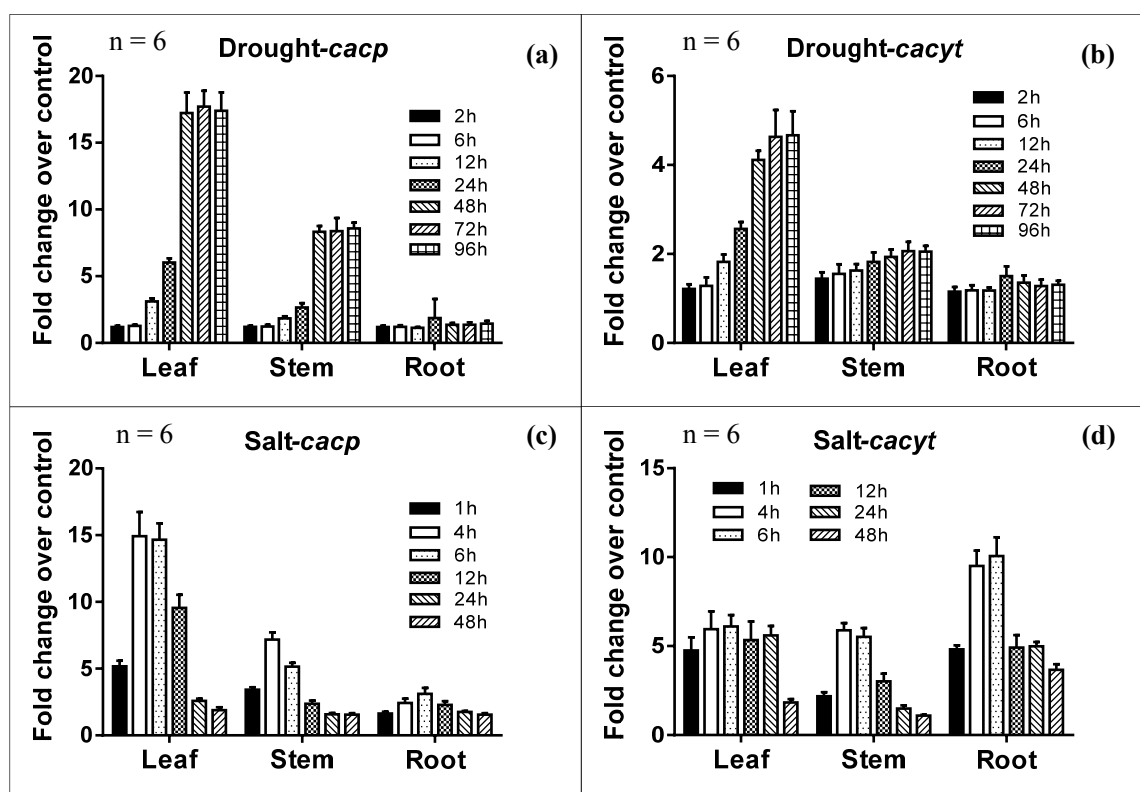 n = 6
Drought-cacp
(a)
Fold change over control
20
15
10
5
0
2h
6h
12h
24h
48h
72h
96h
Leaf
Stem
Root
n = 6
Drought-cacyt
(b)
Fold change over control
6
4
2
0
2h
6h
12h
24h
48h
72h
96h
Leaf
Stem
Root
n = 6
Salt-cacp
(c)
Fold change over control
20
15
10
5
0
1h
4h
6h
12h
24h
48h
Leaf
Stem
Root
n = 6
Salt-cacyt
(d)
Fold change over control
15
10
5
0
1h
4h
6h
12h
24h
48h
Leaf
Stem
Root